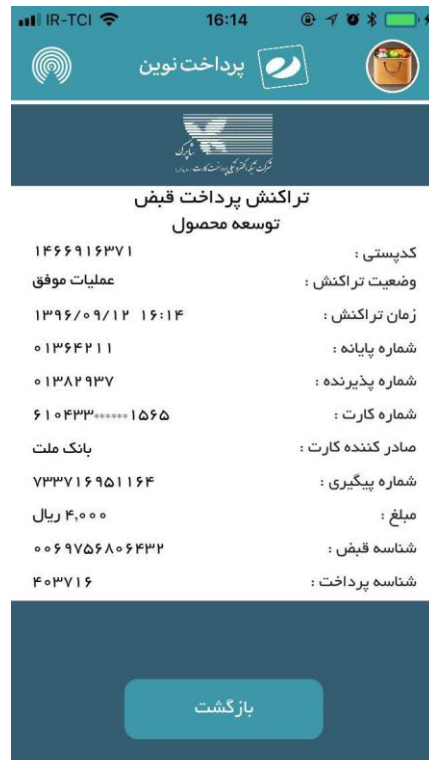 IR-TCI 16:14
پرداخت نوین
شاپرک
تراکنش پرداخت قبض
توسعه محصول
کدپستی : ۱۴۶۶۹۱۶۳۷۱
وضعیت تراکنش : عملیات موفق
زمان تراکنش : ۱۳۹۶/۰۹/۱۲ ۱۶:۱۴
شماره پایانه : ۰۱۳۶۴۲۱۱
شماره پذیرنده : ۰۱۳۸۲۹۳۷
شماره کارت : ۶۱۰۴۳۳******۱۵۶۵
صادر کننده کارت : بانک ملت
شماره پیگیری : ۷۳۳۷۱۶۹۵۱۱۶۴
مبلغ : ۴,۰۰۰ ریال
شناسه قبض : ۰۰۶۹۷۵۶۸۰۶۴۳۲
شناسه پرداخت : ۴۰۳۷۱۶
بازگشت